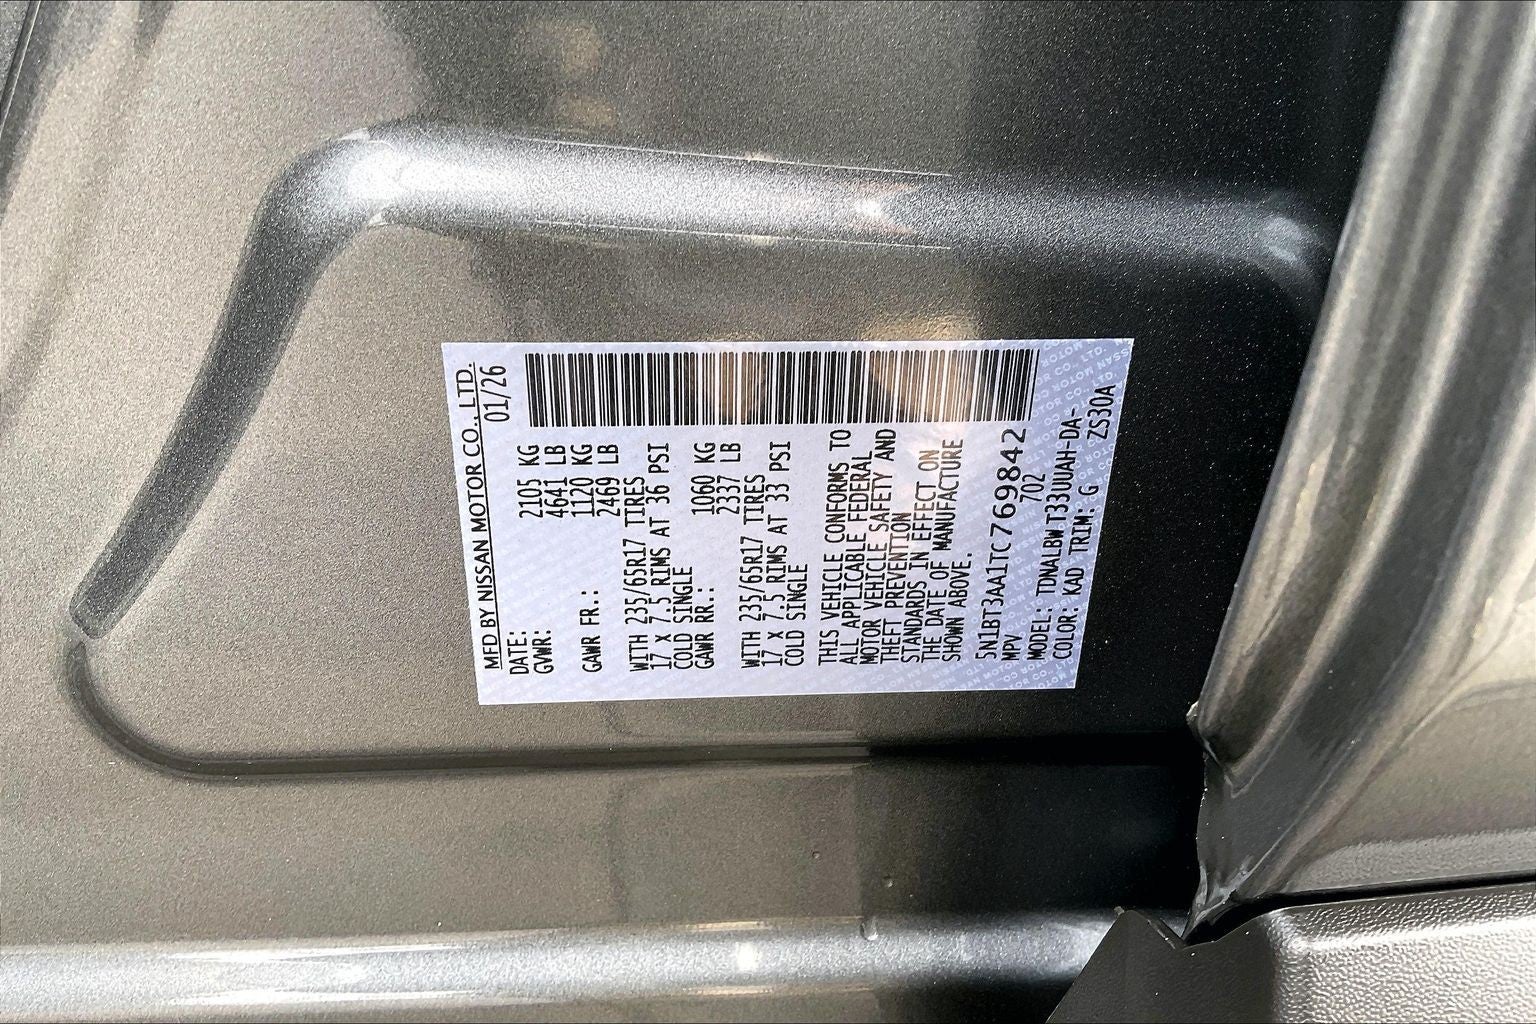 MFD BY NISSAN MOTOR CO., LTD.
DATE: 01/26
GVWR: 2105 KG
4641 LB
GAWR FR.: 1120 KG
2469 LB
WITH 235/65R17 TIRES
17 X 7.5 RIMS AT 36 PSI
COLD SINGLE
GAWR RR.: 1060 KG
2337 LB
WITH 235/65R17 TIRES
17 X 7.5 RIMS AT 33 PSI
COLD SINGLE
THIS VEHICLE CONFORMS TO
ALL APPLICABLE FEDERAL
MOTOR VEHICLE SAFETY AND
THEFT PREVENTION
STANDARDS IN EFFECT ON
THE DATE OF MANUFACTURE
SHOWN ABOVE.
5N1BT3AA1TC769842
MPV 702
MODEL: TDNALBW T33UUAH-DA-
COLOR: KAD TRIM: G ZS30A